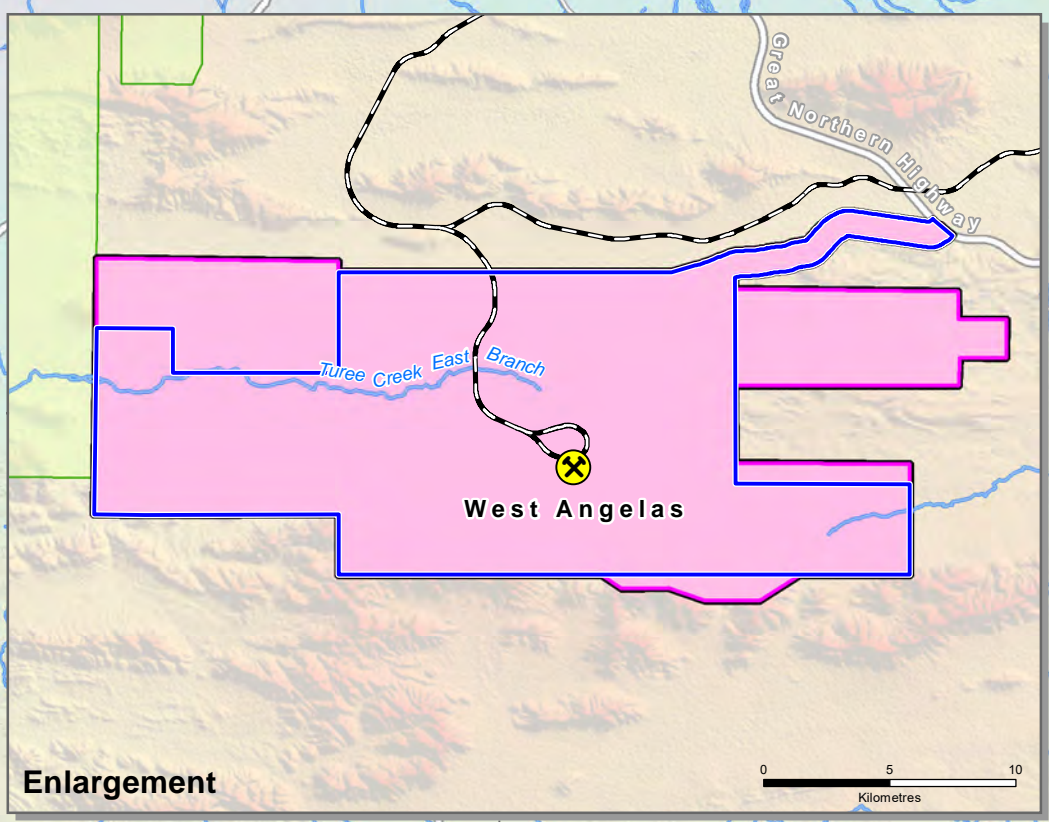 Great Northern Highway
Turee Creek East Branch
West Angelas
Enlargement
0 5 10
Kilometres